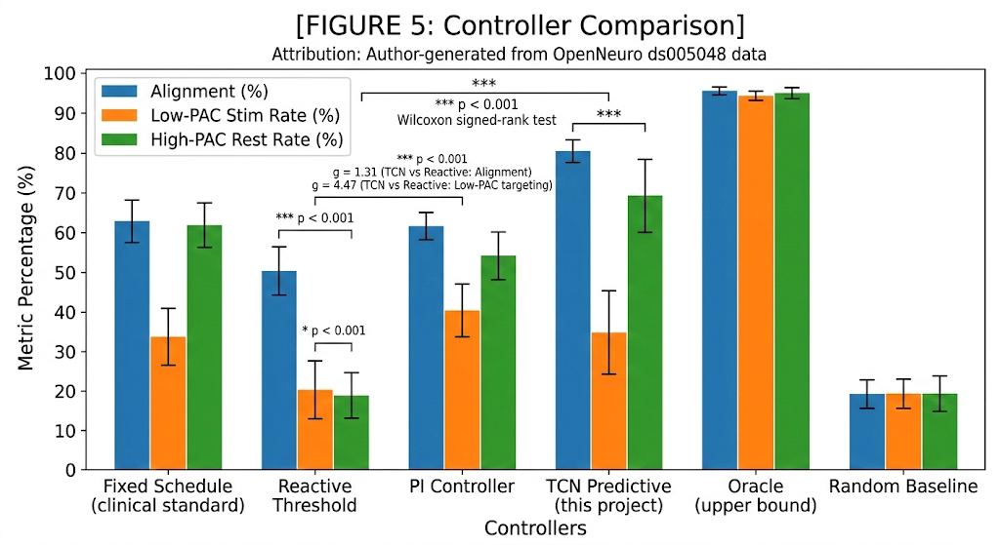 [FIGURE 5: Controller Comparison]
Attribution: Author-generated from OpenNeuro ds005048 data
Metric Percentage (%)
100
90
80
70
60
50
40
30
20
10
0
Alignment (%)
Low-PAC Stim Rate (%)
High-PAC Rest Rate (%)
***
*** p < 0.001
Wilcoxon signed-rank test
***
*** p < 0.001
g = 1.31 (TCN vs Reactive: Alignment)
g = 4.47 (TCN vs Reactive: Low-PAC targeting)
*** p < 0.001
* p < 0.001
Fixed Schedule
(clinical standard)
Reactive
Threshold
PI Controller
TCN Predictive
(this project)
Oracle
(upper bound)
Random Baseline
Controllers